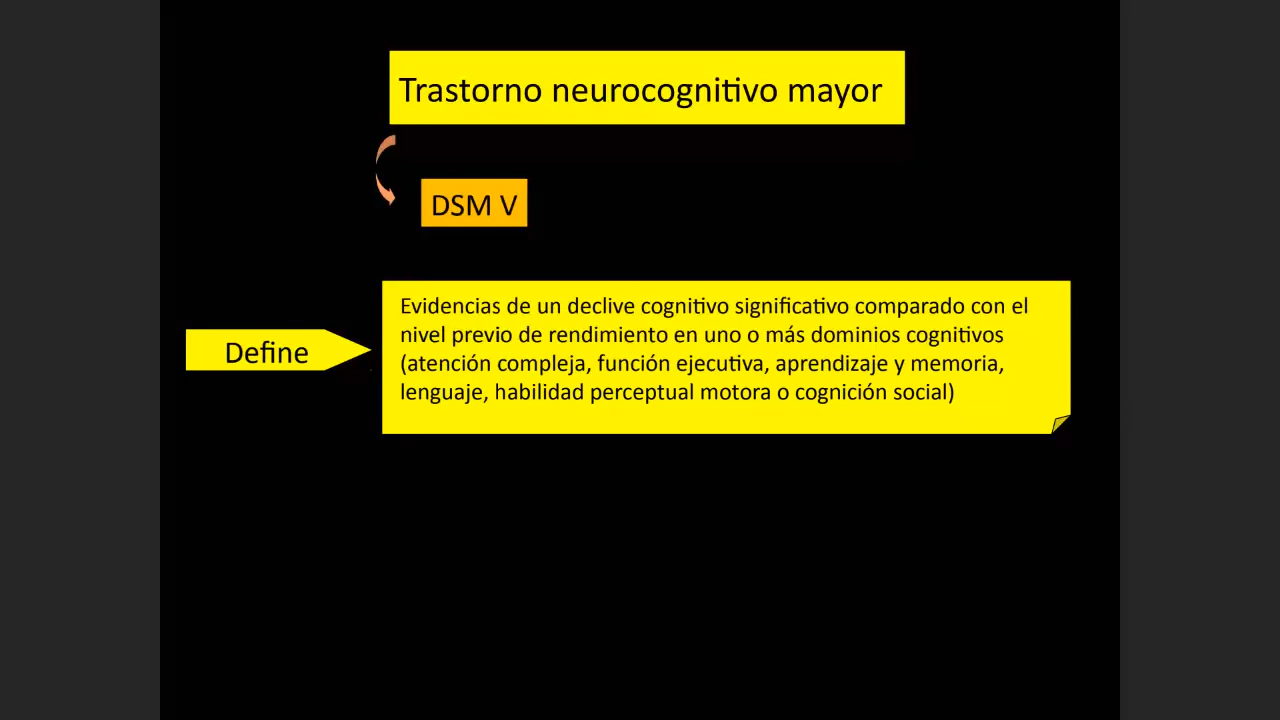 Trastorno neurocognitivo mayor
DSM V
Define
Evidencias de un declive cognitivo significativo comparado con el
nivel previo de rendimiento en uno o más dominios cognitivos
(atención compleja, función ejecutiva, aprendizaje y memoria,
lenguaje, habilidad perceptual motora o cognición social)